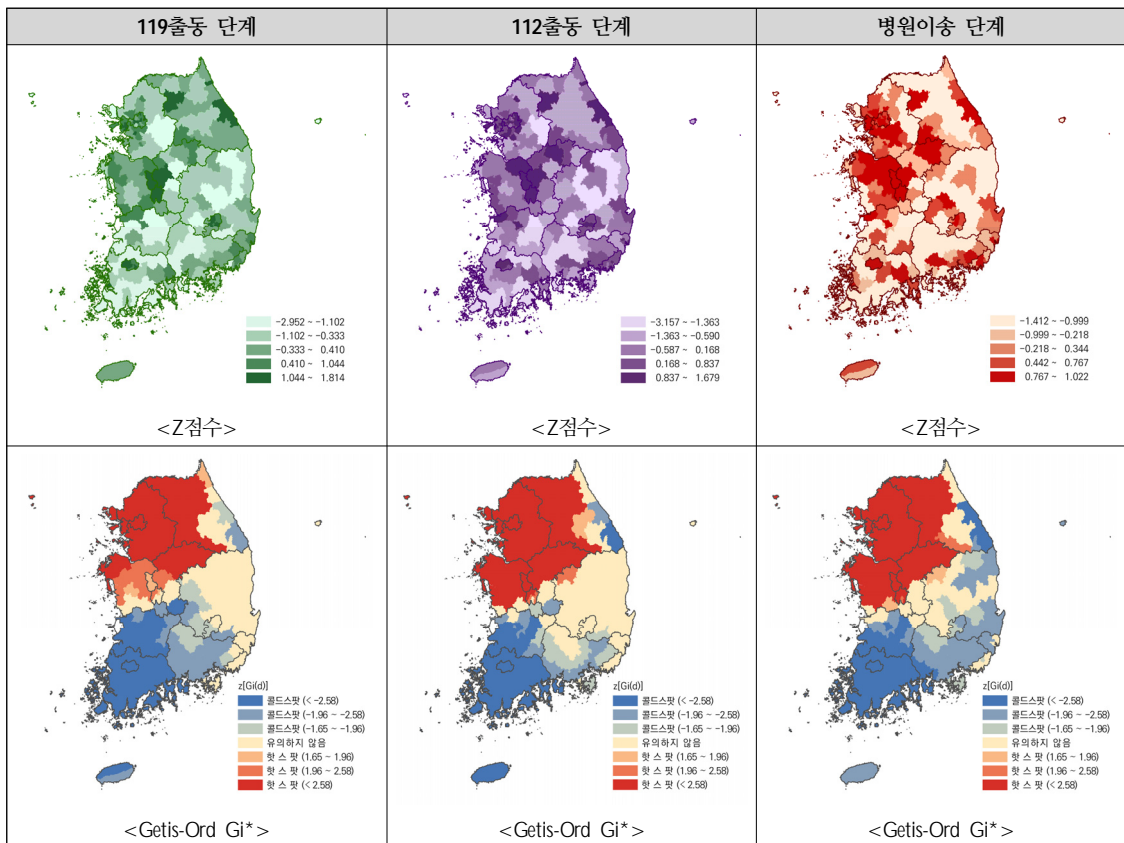 119출동 단계 112출동 단계 병원이송 단계
-2.952 ~ -1.102
-1.102 ~ -0.333
-0.333 ~ 0.410
0.410 ~ 1.044
1.044 ~ 1.814
<Z점수>
-3.157 ~ -1.363
-1.363 ~ -0.590
-0.587 ~ 0.168
0.168 ~ 0.837
0.837 ~ 1.679
<Z점수>
-1.412 ~ -0.999
-0.999 ~ -0.218
-0.218 ~ 0.344
0.442 ~ 0.767
0.767 ~ 1.022
<Z점수>
z[Gi(d)]
콜드스팟 (< -2.58)
콜드스팟 (-1.96 ~ -2.58)
콜드스팟 (-1.65 ~ -1.96)
유의하지 않음
핫 스 팟 (1.65 ~ 1.96)
핫 스 팟 (1.96 ~ 2.58)
핫 스 팟 (< 2.58)
<Getis-Ord Gi*>
z[Gi(d)]
콜드스팟 (< -2.58)
콜드스팟 (-1.96 ~ -2.58)
콜드스팟 (-1.65 ~ -1.96)
유의하지 않음
핫 스 팟 (1.65 ~ 1.96)
핫 스 팟 (1.96 ~ 2.58)
핫 스 팟 (< 2.58)
<Getis-Ord Gi*>
z[Gi(d)]
콜드스팟 (< -2.58)
콜드스팟 (-1.96 ~ -2.58)
콜드스팟 (-1.65 ~ -1.96)
유의하지 않음
핫 스 팟 (1.65 ~ 1.96)
핫 스 팟 (1.96 ~ 2.58)
핫 스 팟 (< 2.58)
<Getis-Ord Gi*>